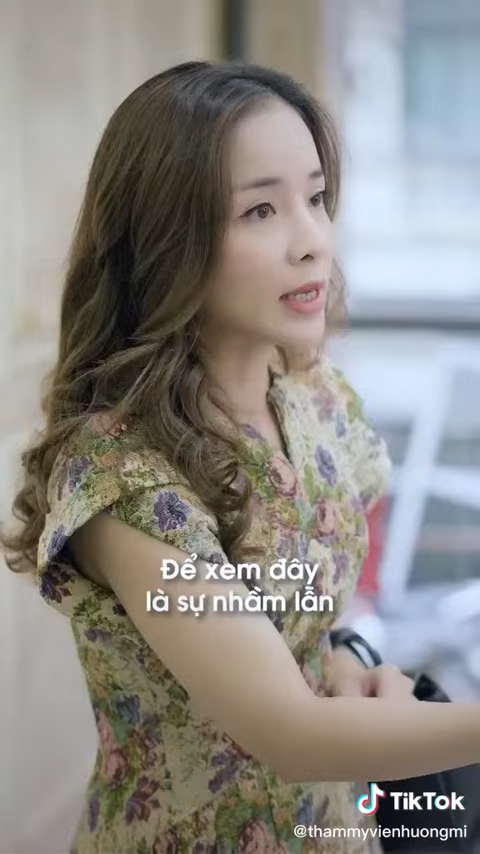 Để xem đây
là sự nhầm lẫn
TikTok
@thammyvienhuongmi